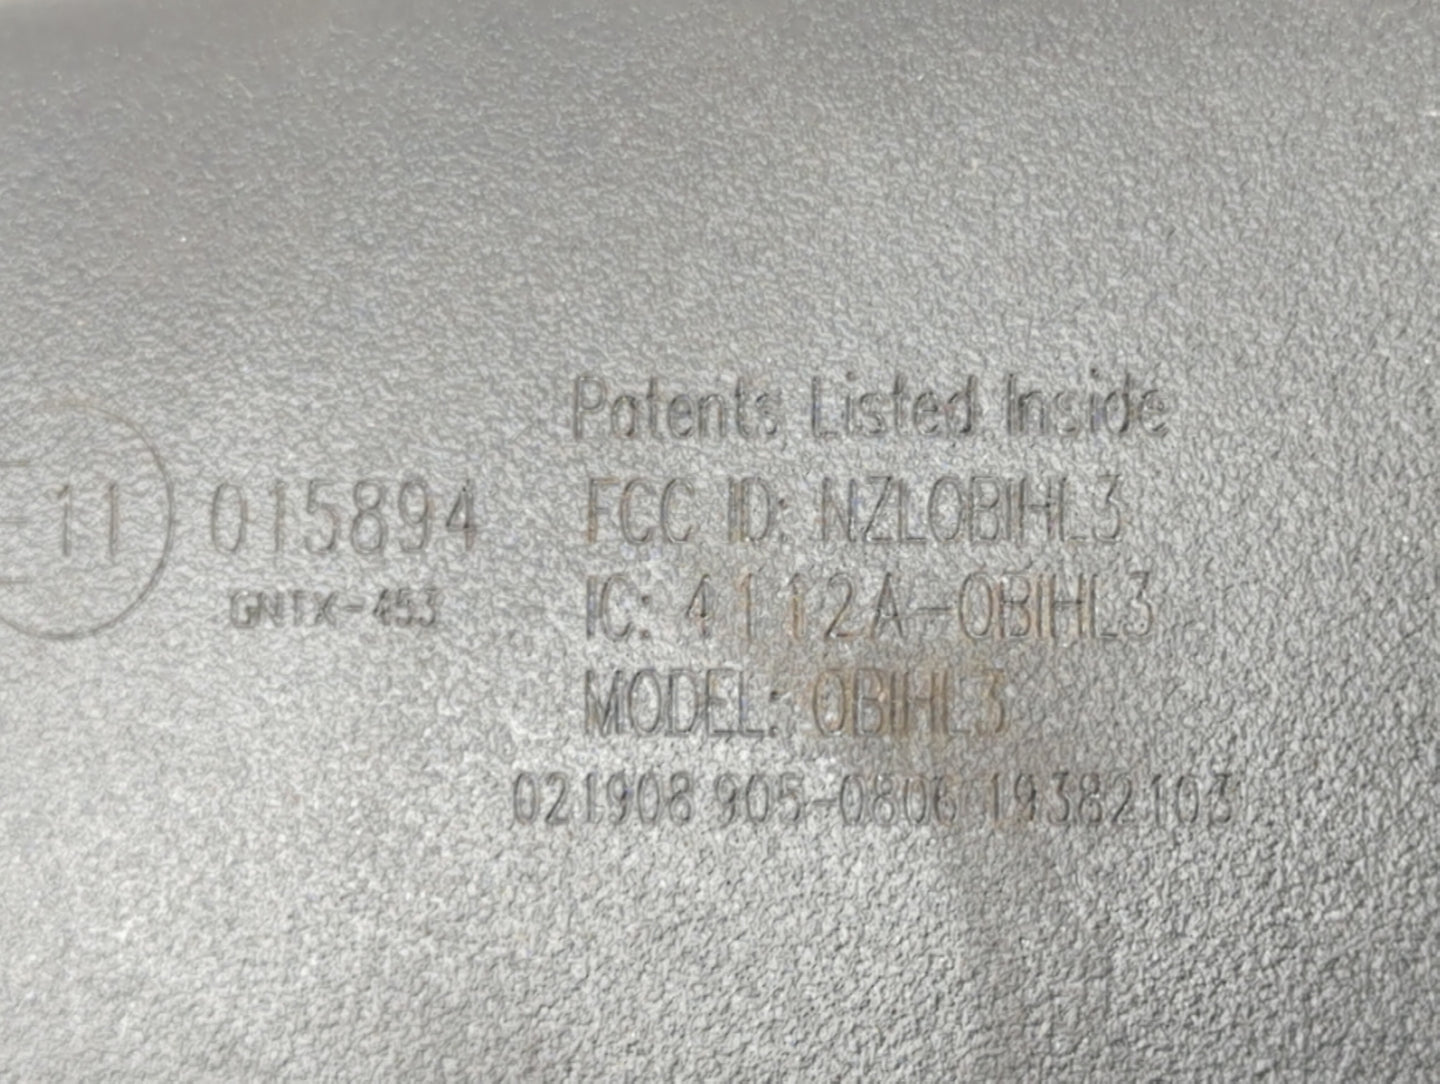 Patents Listed Inside
E11 015894
FCC ID: NZLOBIHL3
GNTX-453
IC: 4112A-OBIHL3
MODEL: OBIHL3
021908 905-0806 19382103